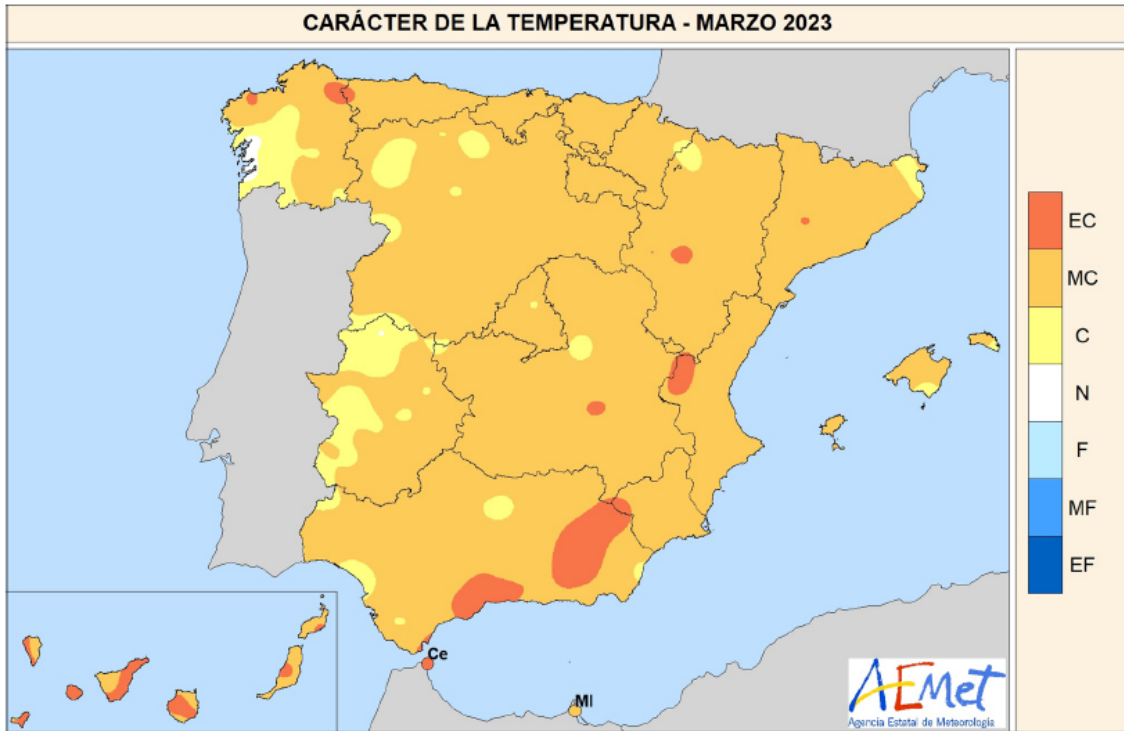 CARÁCTER DE LA TEMPERATURA - MARZO 2023
EC
MC
C
N
F
MF
EF
Ce
Ml
AEMet
Agencia Estatal de Meteorología